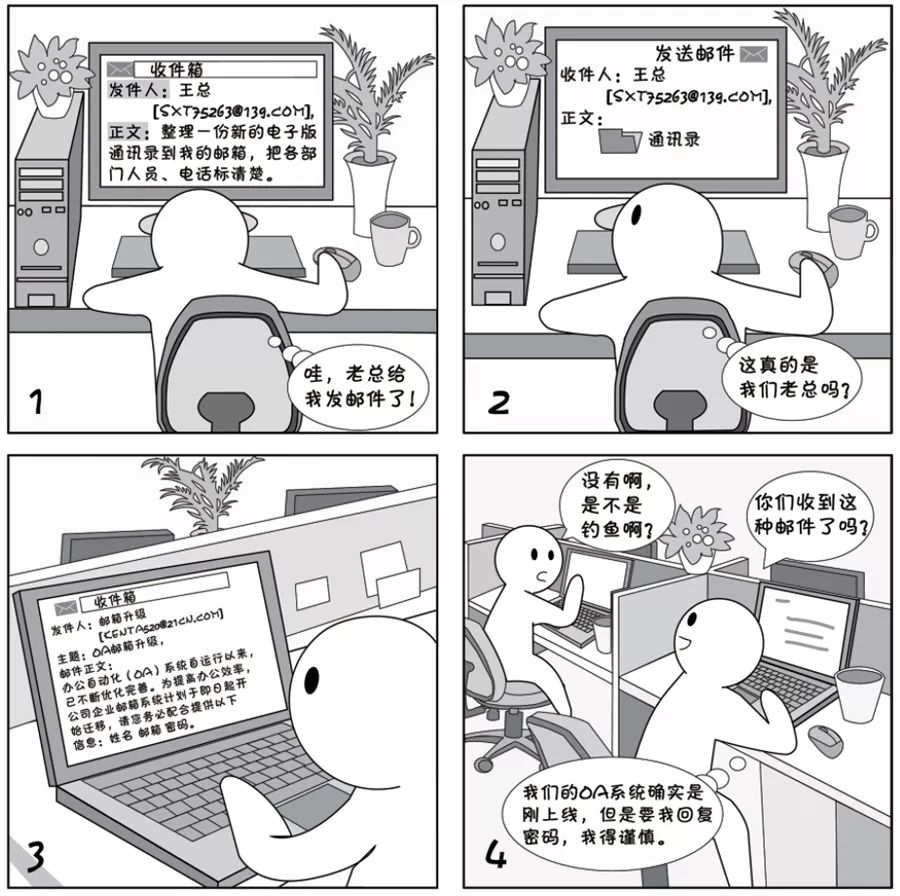 收件箱
发件人：王总
[SXT75263@139.COM],
正文：整理一份新的电子版
通讯录到我的邮箱，把各部
门人员、电话标清楚。
哇，老总给
我发邮件了！
1
发送邮件
收件人：王总
[SXT75263@139.COM],
正文：
通讯录
这真的是
我们老总吗？
2
收件箱
发件人：邮箱升级
[KENTA520@21CN.COM]
主题：OA邮箱升级，
邮件正文：
办公自动化（OA）系统自运行以来，
已不断优化完善。为提高办公效率，
公司企业邮箱系统计划于即日起开
始迁移，请您务必配合提供以下
信息：姓名 邮箱 密码。
3
没有啊，
是不是
钓鱼啊？
你们收到这
种邮件了吗？
我们的OA系统确实是
刚上线，但是要我回复
密码，我得谨慎。
4